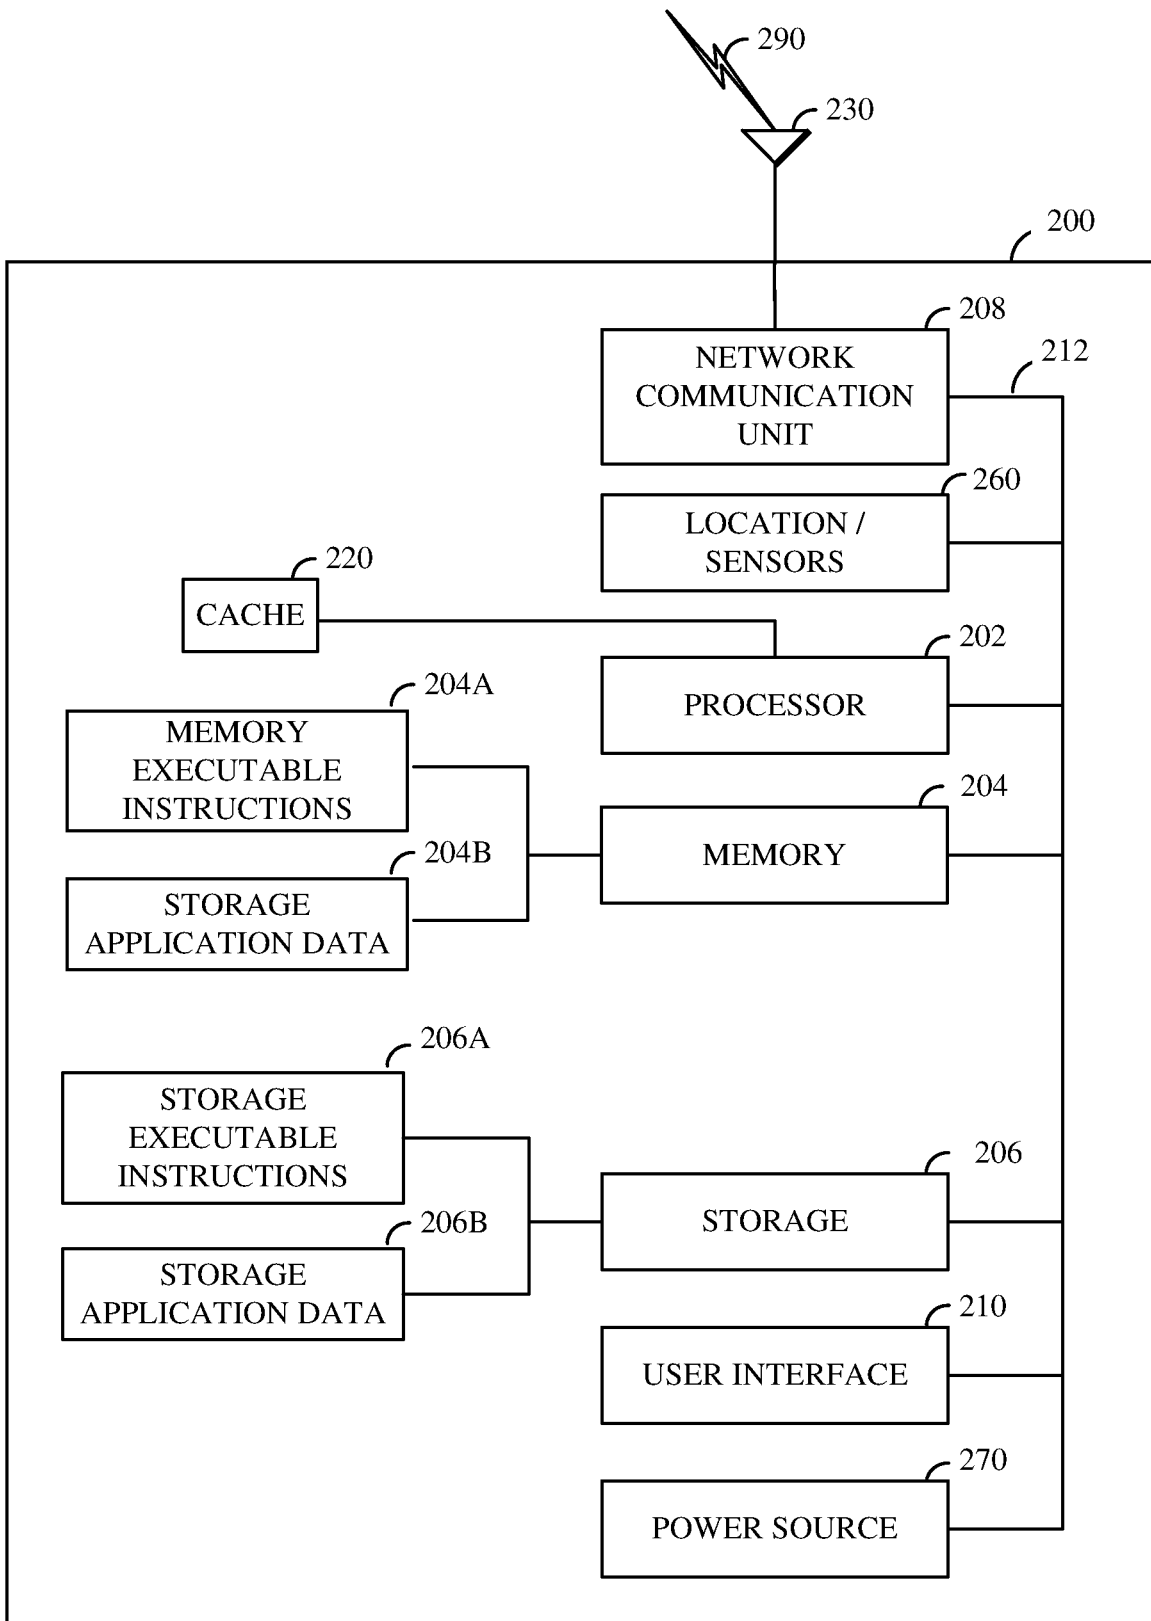 290
230
200
208
NETWORK
COMMUNICATION
UNIT
212
260
LOCATION /
SENSORS
220
CACHE
202
PROCESSOR
204A
MEMORY
EXECUTABLE
INSTRUCTIONS
204
MEMORY
204B
STORAGE
APPLICATION DATA
206A
STORAGE
EXECUTABLE
INSTRUCTIONS
206
STORAGE
206B
STORAGE
APPLICATION DATA
210
USER INTERFACE
270
POWER SOURCE